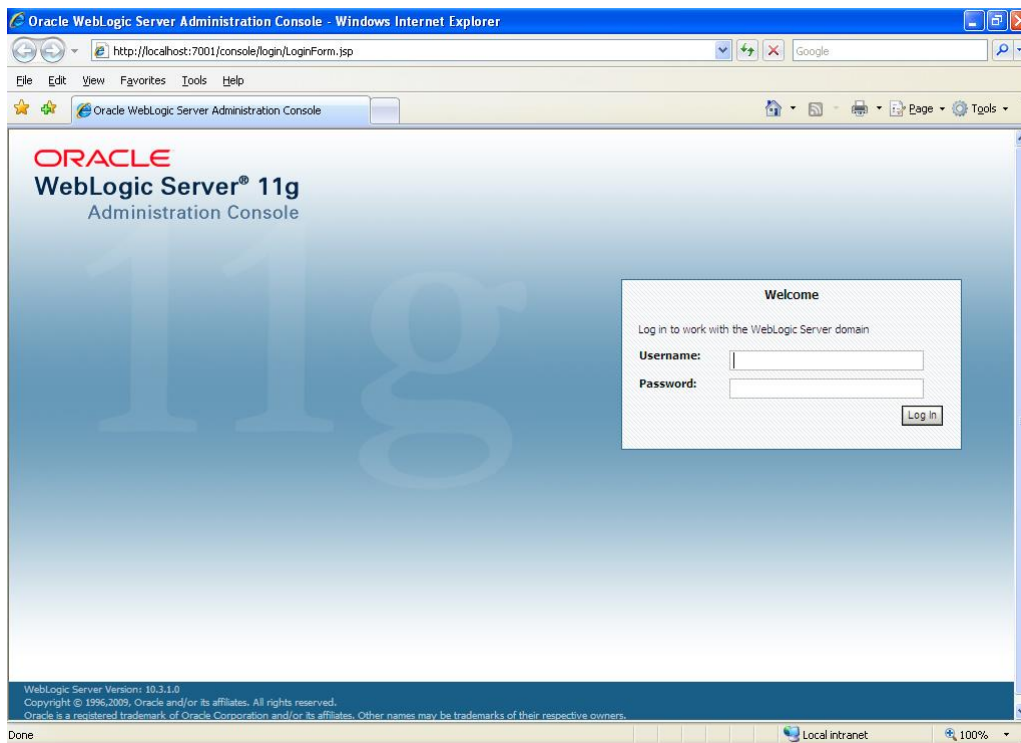 Oracle WebLogic Server Administration Console - Windows Internet Explorer
http://localhost:7001/console/login/LoginForm.jsp
Google
File Edit View Favorites Tools Help
Oracle WebLogic Server Administration Console
Page Tools
ORACLE
WebLogic Server® 11g
Administration Console
11g
Welcome
Log in to work with the WebLogic Server domain
Username:
Password:
Log In
WebLogic Server Version: 10.3.1.0
Copyright © 1996,2009, Oracle and/or its affiliates. All rights reserved.
Oracle is a registered trademark of Oracle Corporation and/or its affiliates. Other names may be trademarks of their respective owners.
Done Local intranet 100%